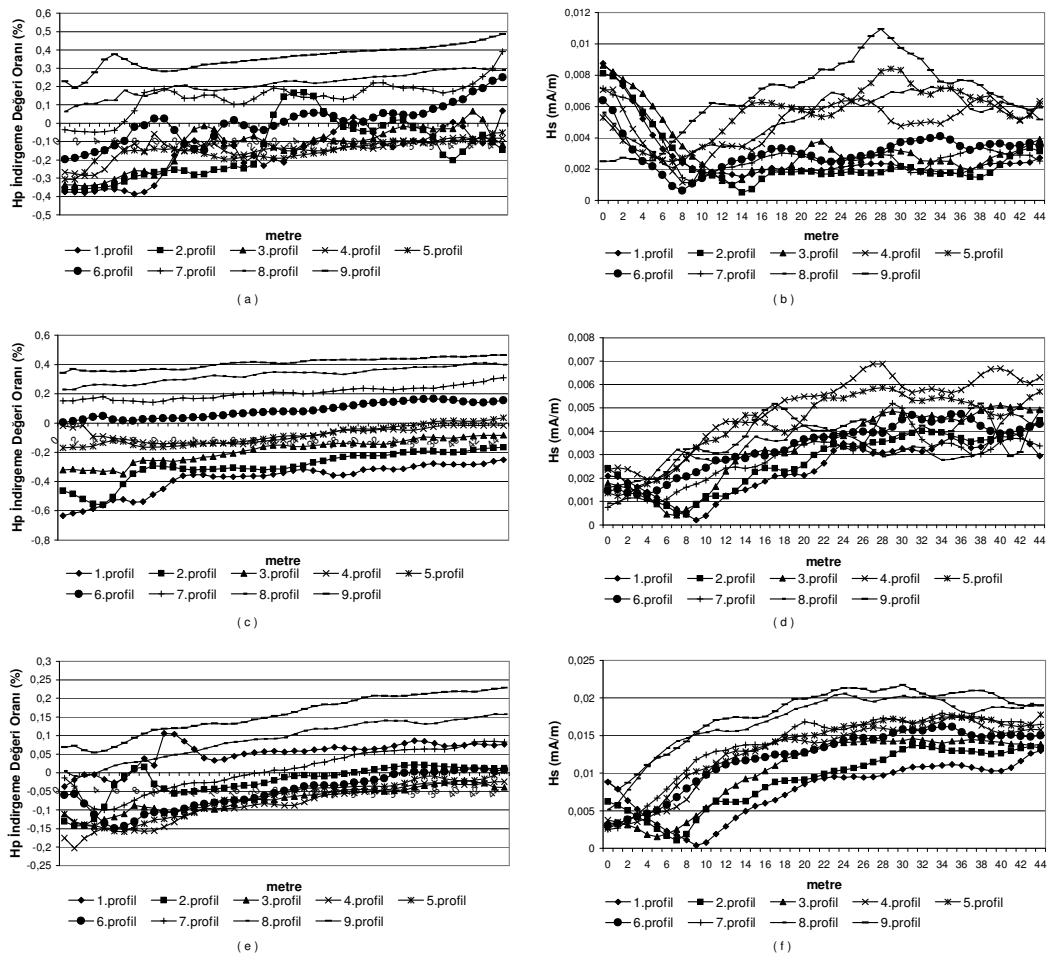 Hp İndirgeme Değeri Oranı (%)
0,6
0,5
0,4
0,3
0,2
0,1
0
-0,1
-0,2
-0,3
-0,4
-0,5
metre
1.profil 2.profil 3.profil 4.profil 5.profil
6.profil 7.profil 8.profil 9.profil
( a )
Hs (mA/m)
0,012
0,01
0,008
0,006
0,004
0,002
0
0 2 4 6 8 10 12 14 16 18 20 22 24 26 28 30 32 34 36 38 40 42 44
metre
1.profil 2.profil 3.profil 4.profil 5.profil
6.profil 7.profil 8.profil 9.profil
( b )
Hp İndirgeme Değeri Oranı (%)
0,6
0,4
0,2
0
-0,2
-0,4
-0,6
-0,8
metre
1.profil 2.profil 3.profil 4.profil 5.profil
6.profil 7.profil 8.profil 9.profil
( c )
Hs (mA/m)
0,008
0,007
0,006
0,005
0,004
0,003
0,002
0,001
0
0 2 4 6 8 10 12 14 16 18 20 22 24 26 28 30 32 34 36 38 40 42 44
metre
1.profil 2.profil 3.profil 4.profil 5.profil
6.profil 7.profil 8.profil 9.profil
( d )
Hp İndirgeme Değeri Oranı (%)
0,3
0,25
0,2
0,15
0,1
0,05
0
-0,05
-0,1
-0,15
-0,2
-0,25
metre
1.profil 2.profil 3.profil 4.profil 5.profil
6.profil 7.profil 8.profil 9.profil
( e )
Hs (mA/m)
0,025
0,02
0,015
0,01
0,005
0
0 2 4 6 8 10 12 14 16 18 20 22 24 26 28 30 32 34 36 38 40 42 44
metre
1.profil 2.profil 3.profil 4.profil 5.profil
6.profil 7.profil 8.profil 9.profil
( f )